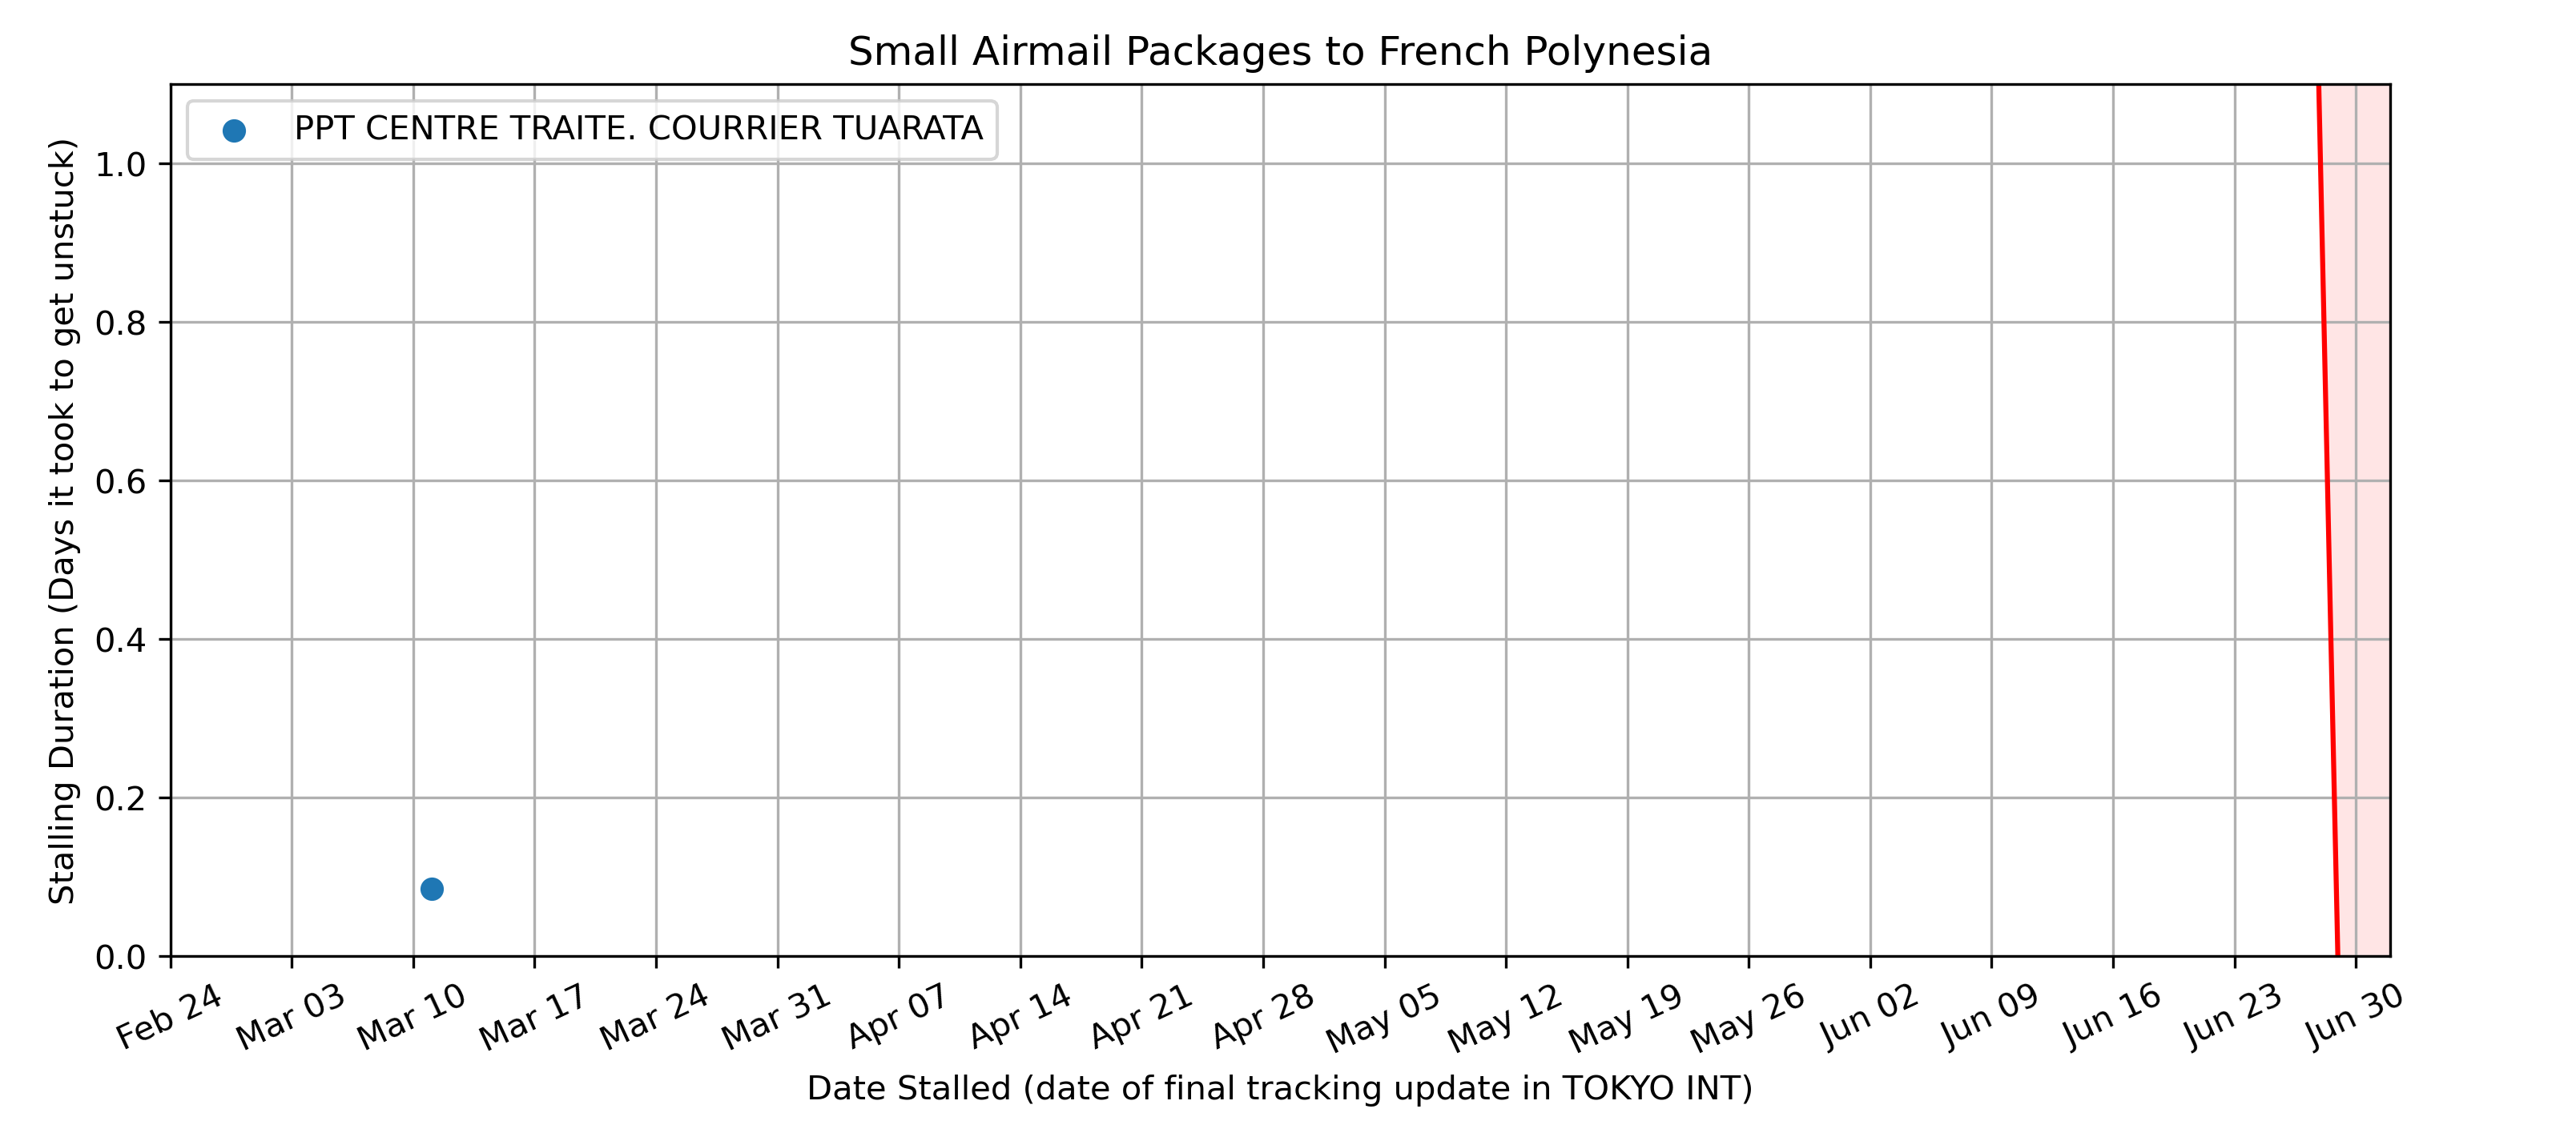 Small Airmail Packages to French Polynesia
PPT CENTRE TRAITE. COURRIER TUARATA
Stalling Duration (Days it took to get unstuck)
1.0
0.8
0.6
0.4
0.2
0.0
Feb 24 Mar 03 Mar 10 Mar 17 Mar 24 Mar 31 Apr 07 Apr 14 Apr 21 Apr 28 May 05 May 12 May 19 May 26 Jun 02 Jun 09 Jun 16 Jun 23 Jun 30
Date Stalled (date of final tracking update in TOKYO INT)